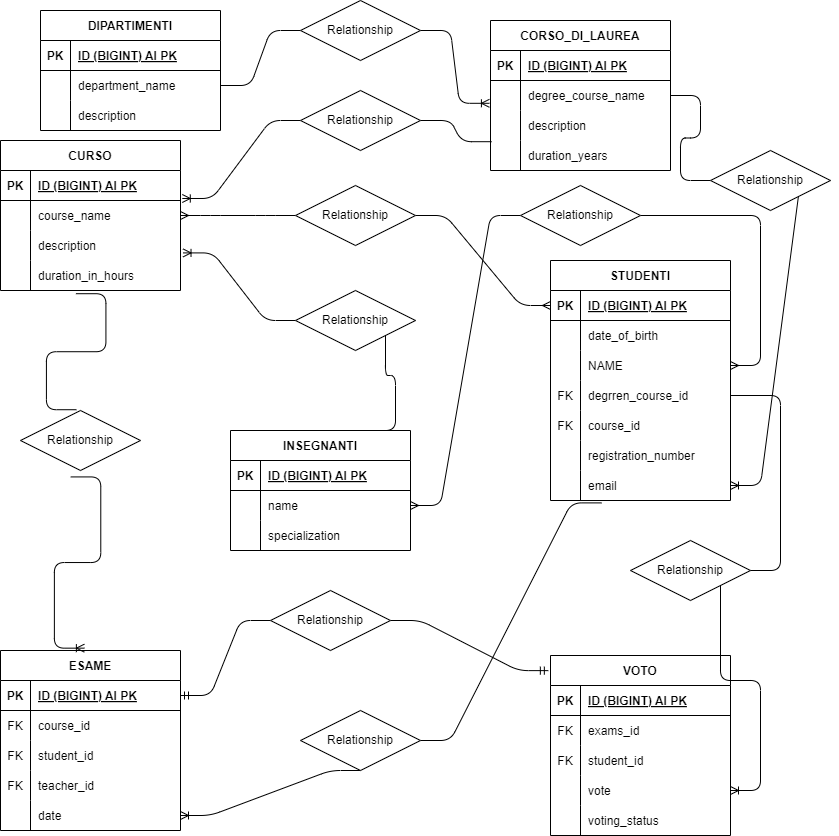 DIPARTIMENTI
PK ID (BIGINT) AI PK
department_name
description
Relationship
CORSO_DI_LAUREA
PK ID (BIGINT) AI PK
degree_course_name
description
duration_years
Relationship
CURSO
PK ID (BIGINT) AI PK
course_name
description
duration_in_hours
Relationship
Relationship
Relationship
Relationship
STUDENTI
PK ID (BIGINT) AI PK
date_of_birth
NAME
FK degrren_course_id
FK course_id
registration_number
email
Relationship
INSEGNANTI
PK ID (BIGINT) AI PK
name
specialization
Relationship
Relationship
ESAME
PK ID (BIGINT) AI PK
FK course_id
FK student_id
FK teacher_id
date
Relationship
VOTO
PK ID (BIGINT) AI PK
FK exams_id
FK student_id
vote
voting_status